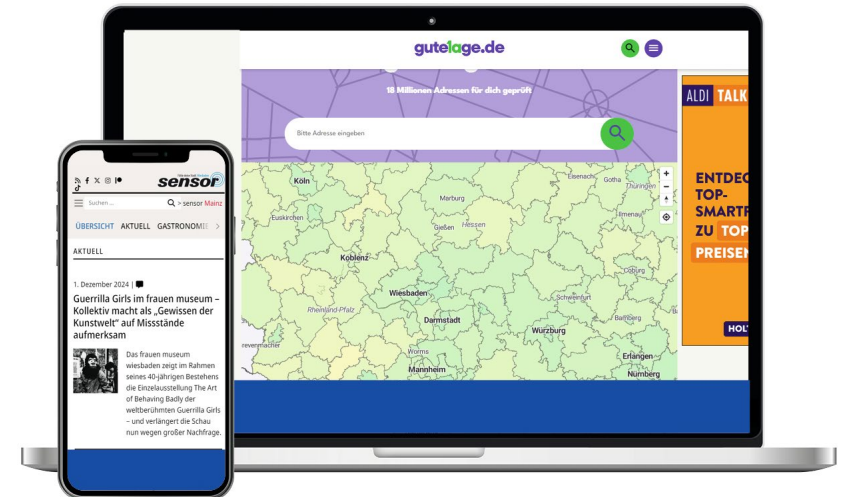 gutelage.de
18 Millionen Adressen für dich geprüft
Bitte Adresse eingeben
Köln
Euskirchen
Marburg
Gießen
Hessen
Eisenach
Gotha
Thüringen
Ilmenau
Koblenz
Coburg
Wiesbaden
Schweinfurt
Rheinland-Pfalz
Bamberg
Darmstadt
Würzburg
Worms
Erlangen
Mannheim
Nürnberg
ALDI TALK
ENTDEC
TOP-
SMARTP
ZU TOP
PREISEN
HOL
sensor
Suchen ...
> sensor Mainz
ÜBERSICHT AKTUELL GASTRONOMIE
AKTUELL
1. Dezember 2024 |
Guerrilla Girls im frauen museum –
Kollektiv macht als „Gewissen der
Kunstwelt“ auf Missstände
aufmerksam
Das frauen museum
wiesbaden zeigt im Rahmen
seines 40-jährigen Bestehens
die Einzelausstellung The Art
of Behaving Badly der
weltberühmten Guerrilla Girls
– und verlängert die Schau
nun wegen großer Nachfrage.